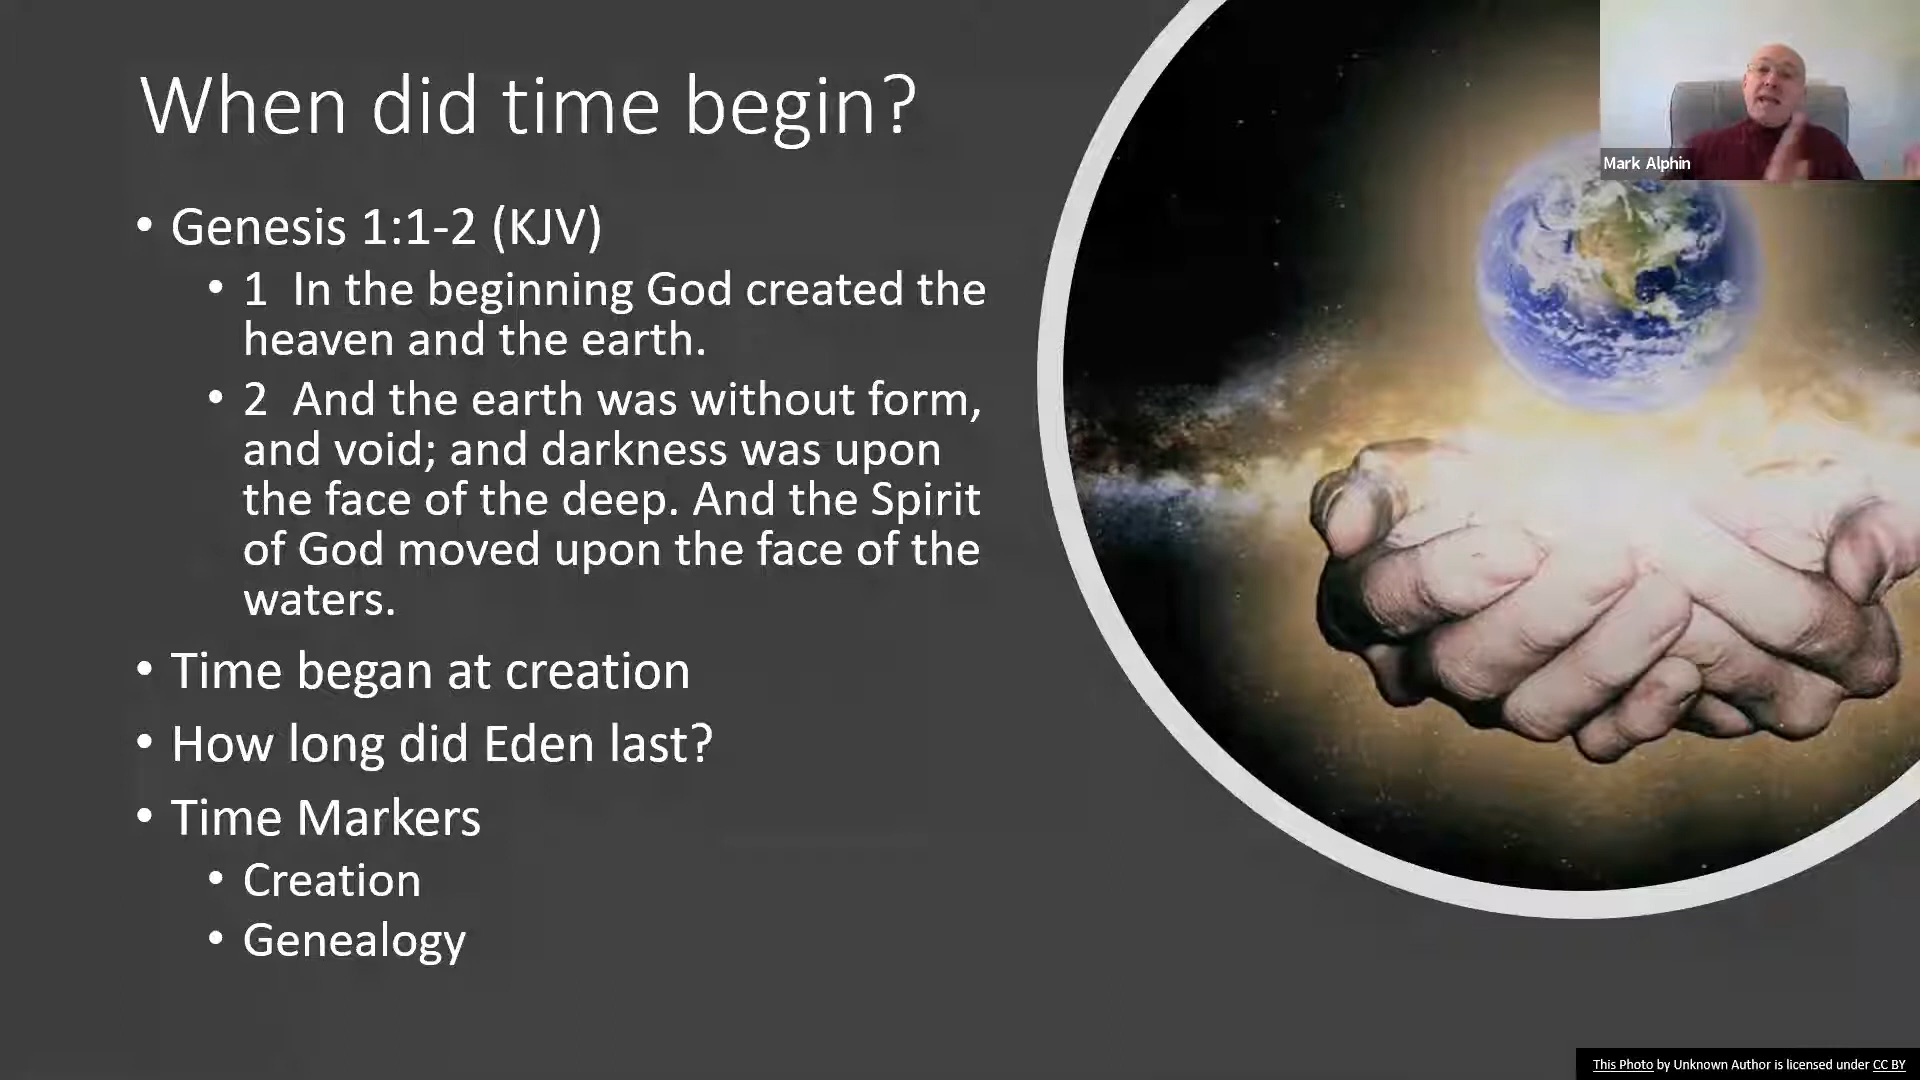 When did time begin?
• Genesis 1:1-2 (KJV)
• 1  In the beginning God created the
heaven and the earth.
• 2  And the earth was without form,
and void; and darkness was upon
the face of the deep. And the Spirit
of God moved upon the face of the
waters.
• Time began at creation
• How long did Eden last?
• Time Markers
• Creation
• Genealogy
Mark Alphin
This Photo by Unknown Author is licensed under CC BY